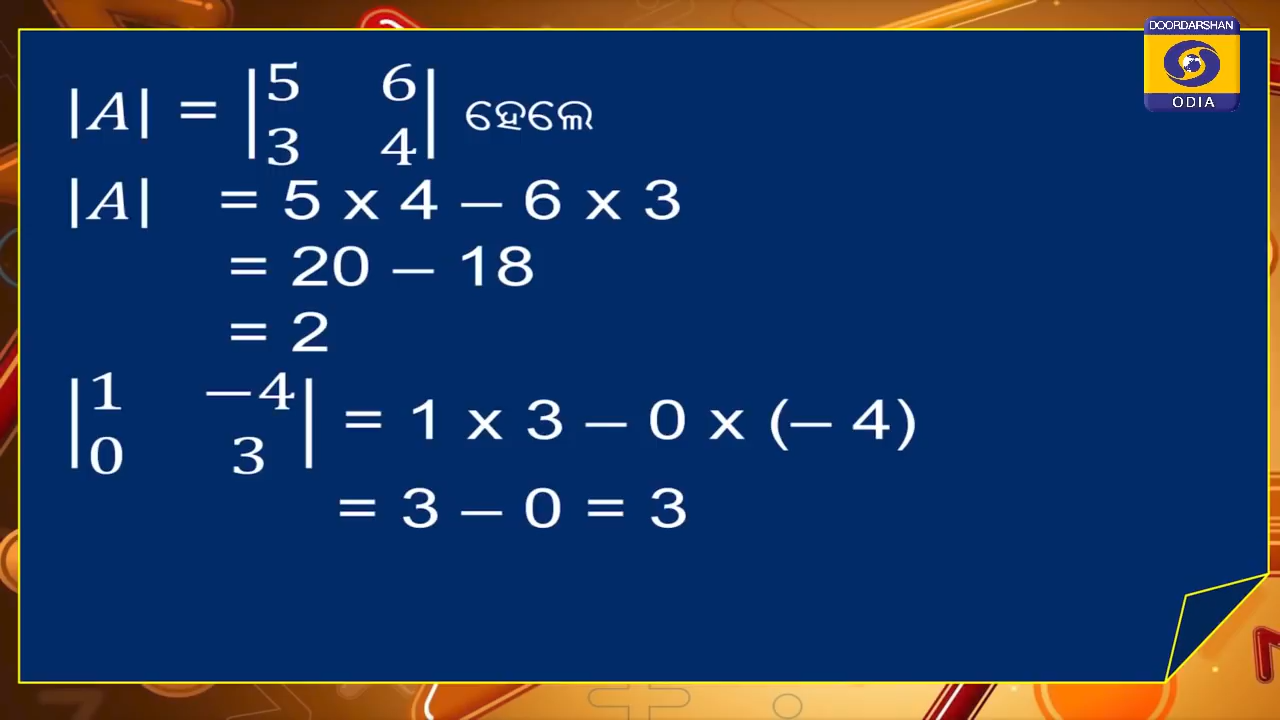 DOORDARSHAN
ODIA
|A| = |5 6| ହେଲେ
|3 4|
|A| = 5 x 4 – 6 x 3
= 20 – 18
= 2
|1 −4| = 1 x 3 – 0 x (– 4)
|0 3|
= 3 – 0 = 3